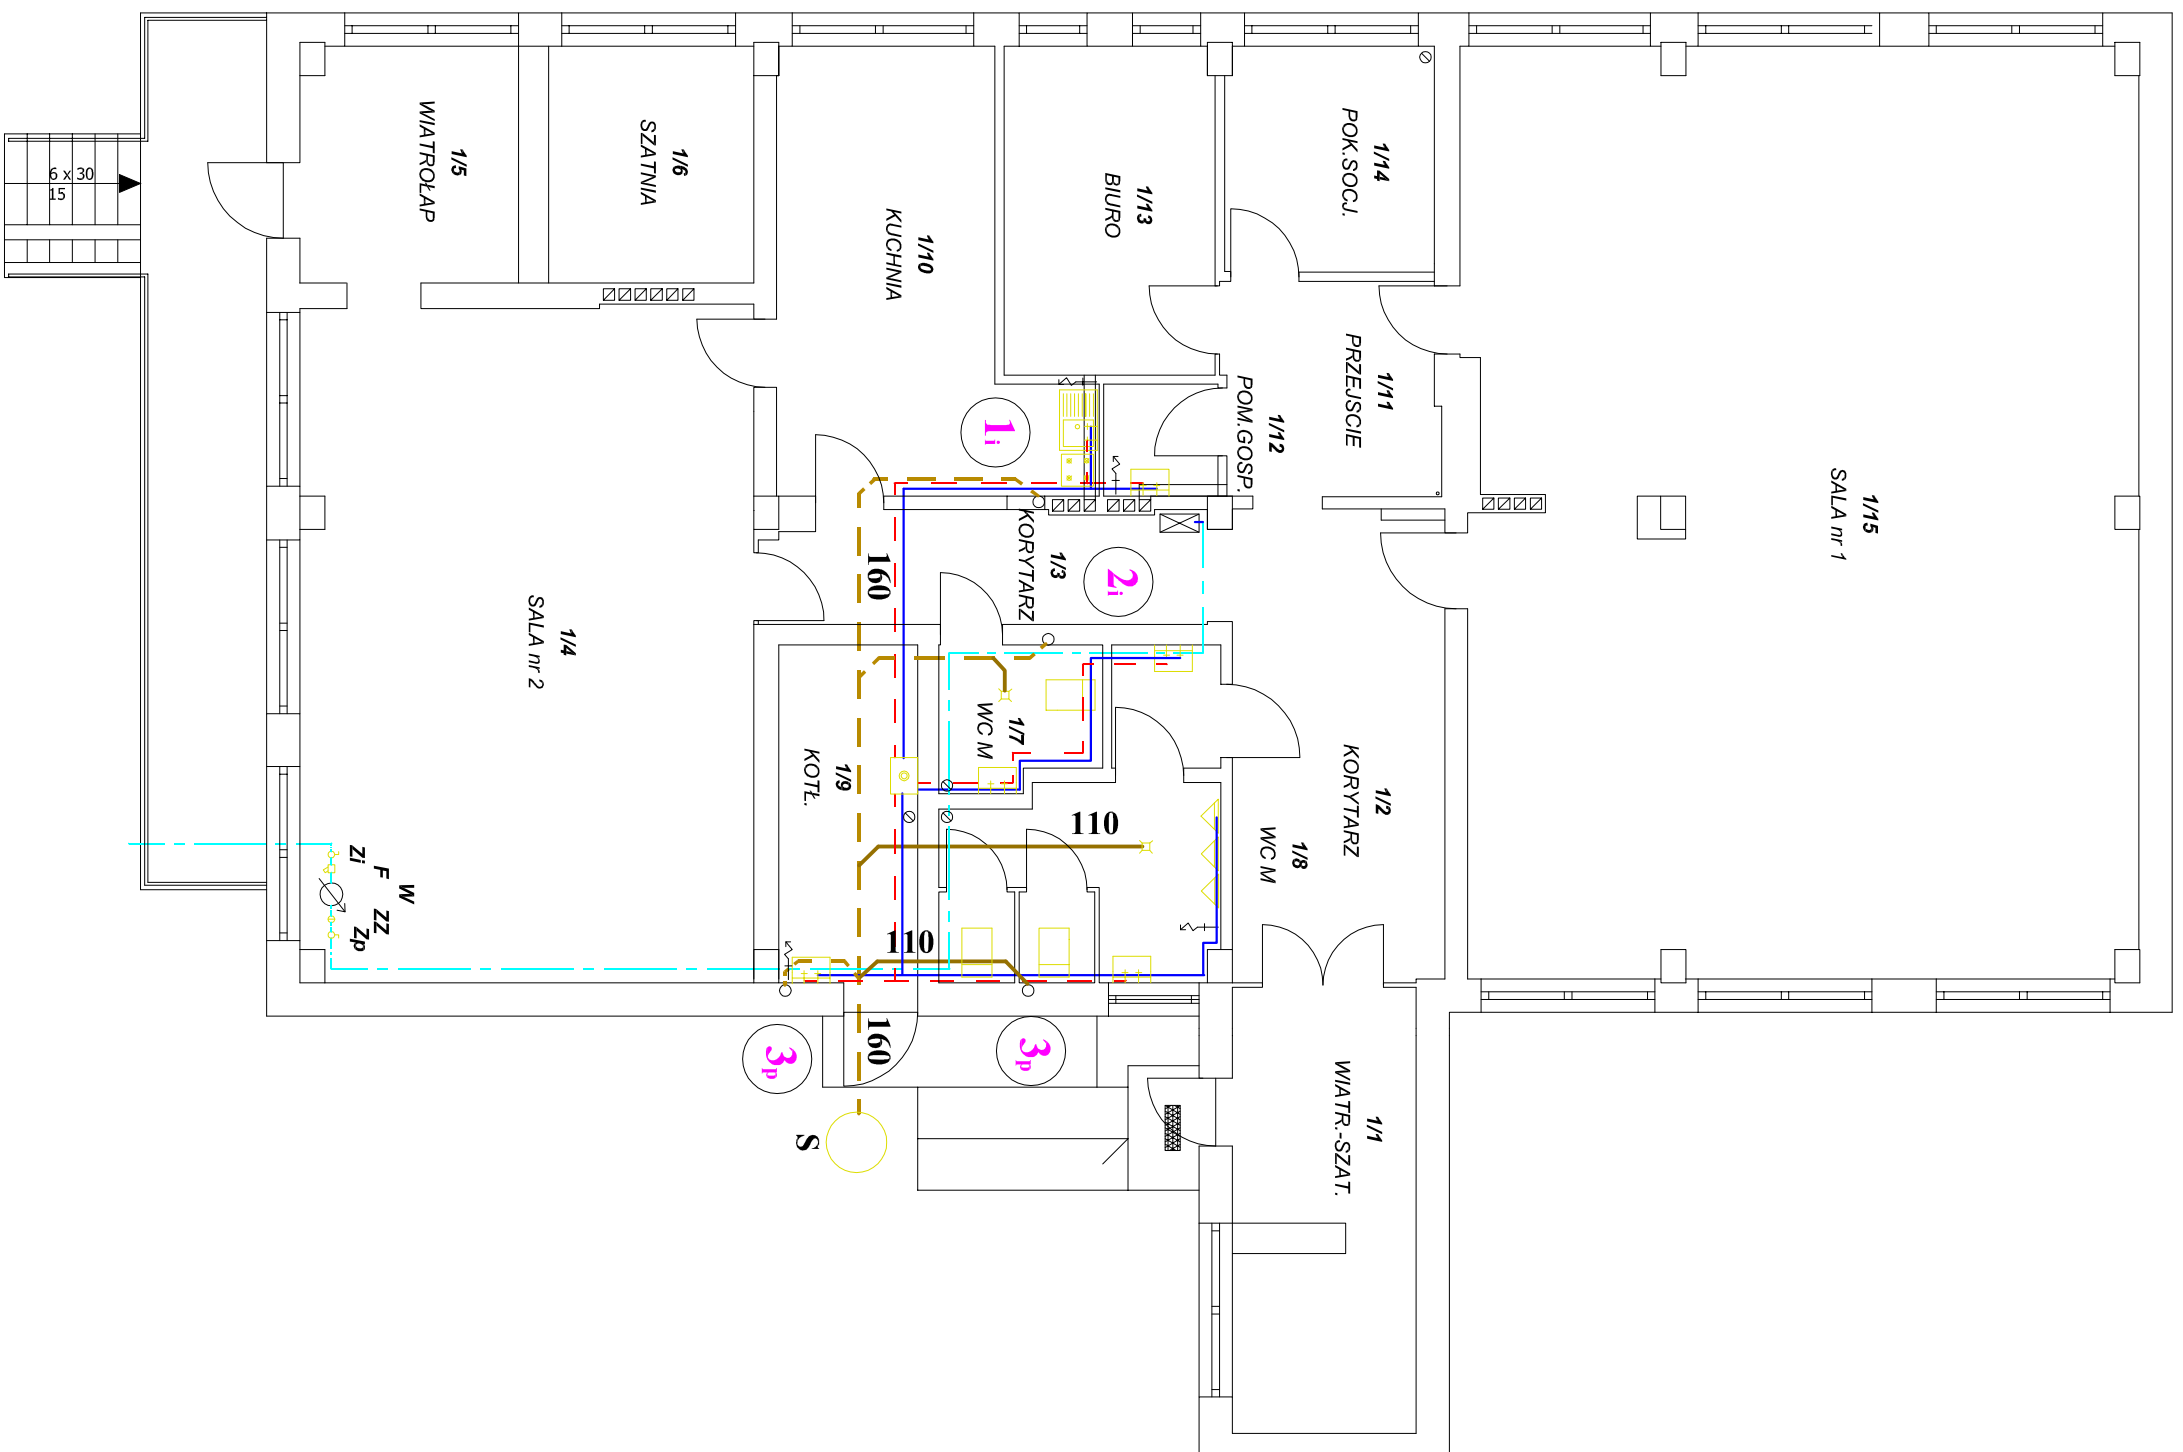 6 x 30
15
1/5
WIATROŁAP
1/6
SZATNIA
1/10
KUCHNIA
1/13
BIURO
1/14
POK.SOCJ.
1/11
PRZEJSCIE
1/12
POM.GOSP.
1/15
SALA nr 1
1i
2i
1/3
KORYTARZ
160
1/4
SALA nr 2
1/7
WC M
1/9
KOTŁ.
110
1/8
WC M
1/2
KORYTARZ
Zi
F
W
ZZ
Zp
110
160
3p
3p
S
1/1
WIATR.-SZAT.